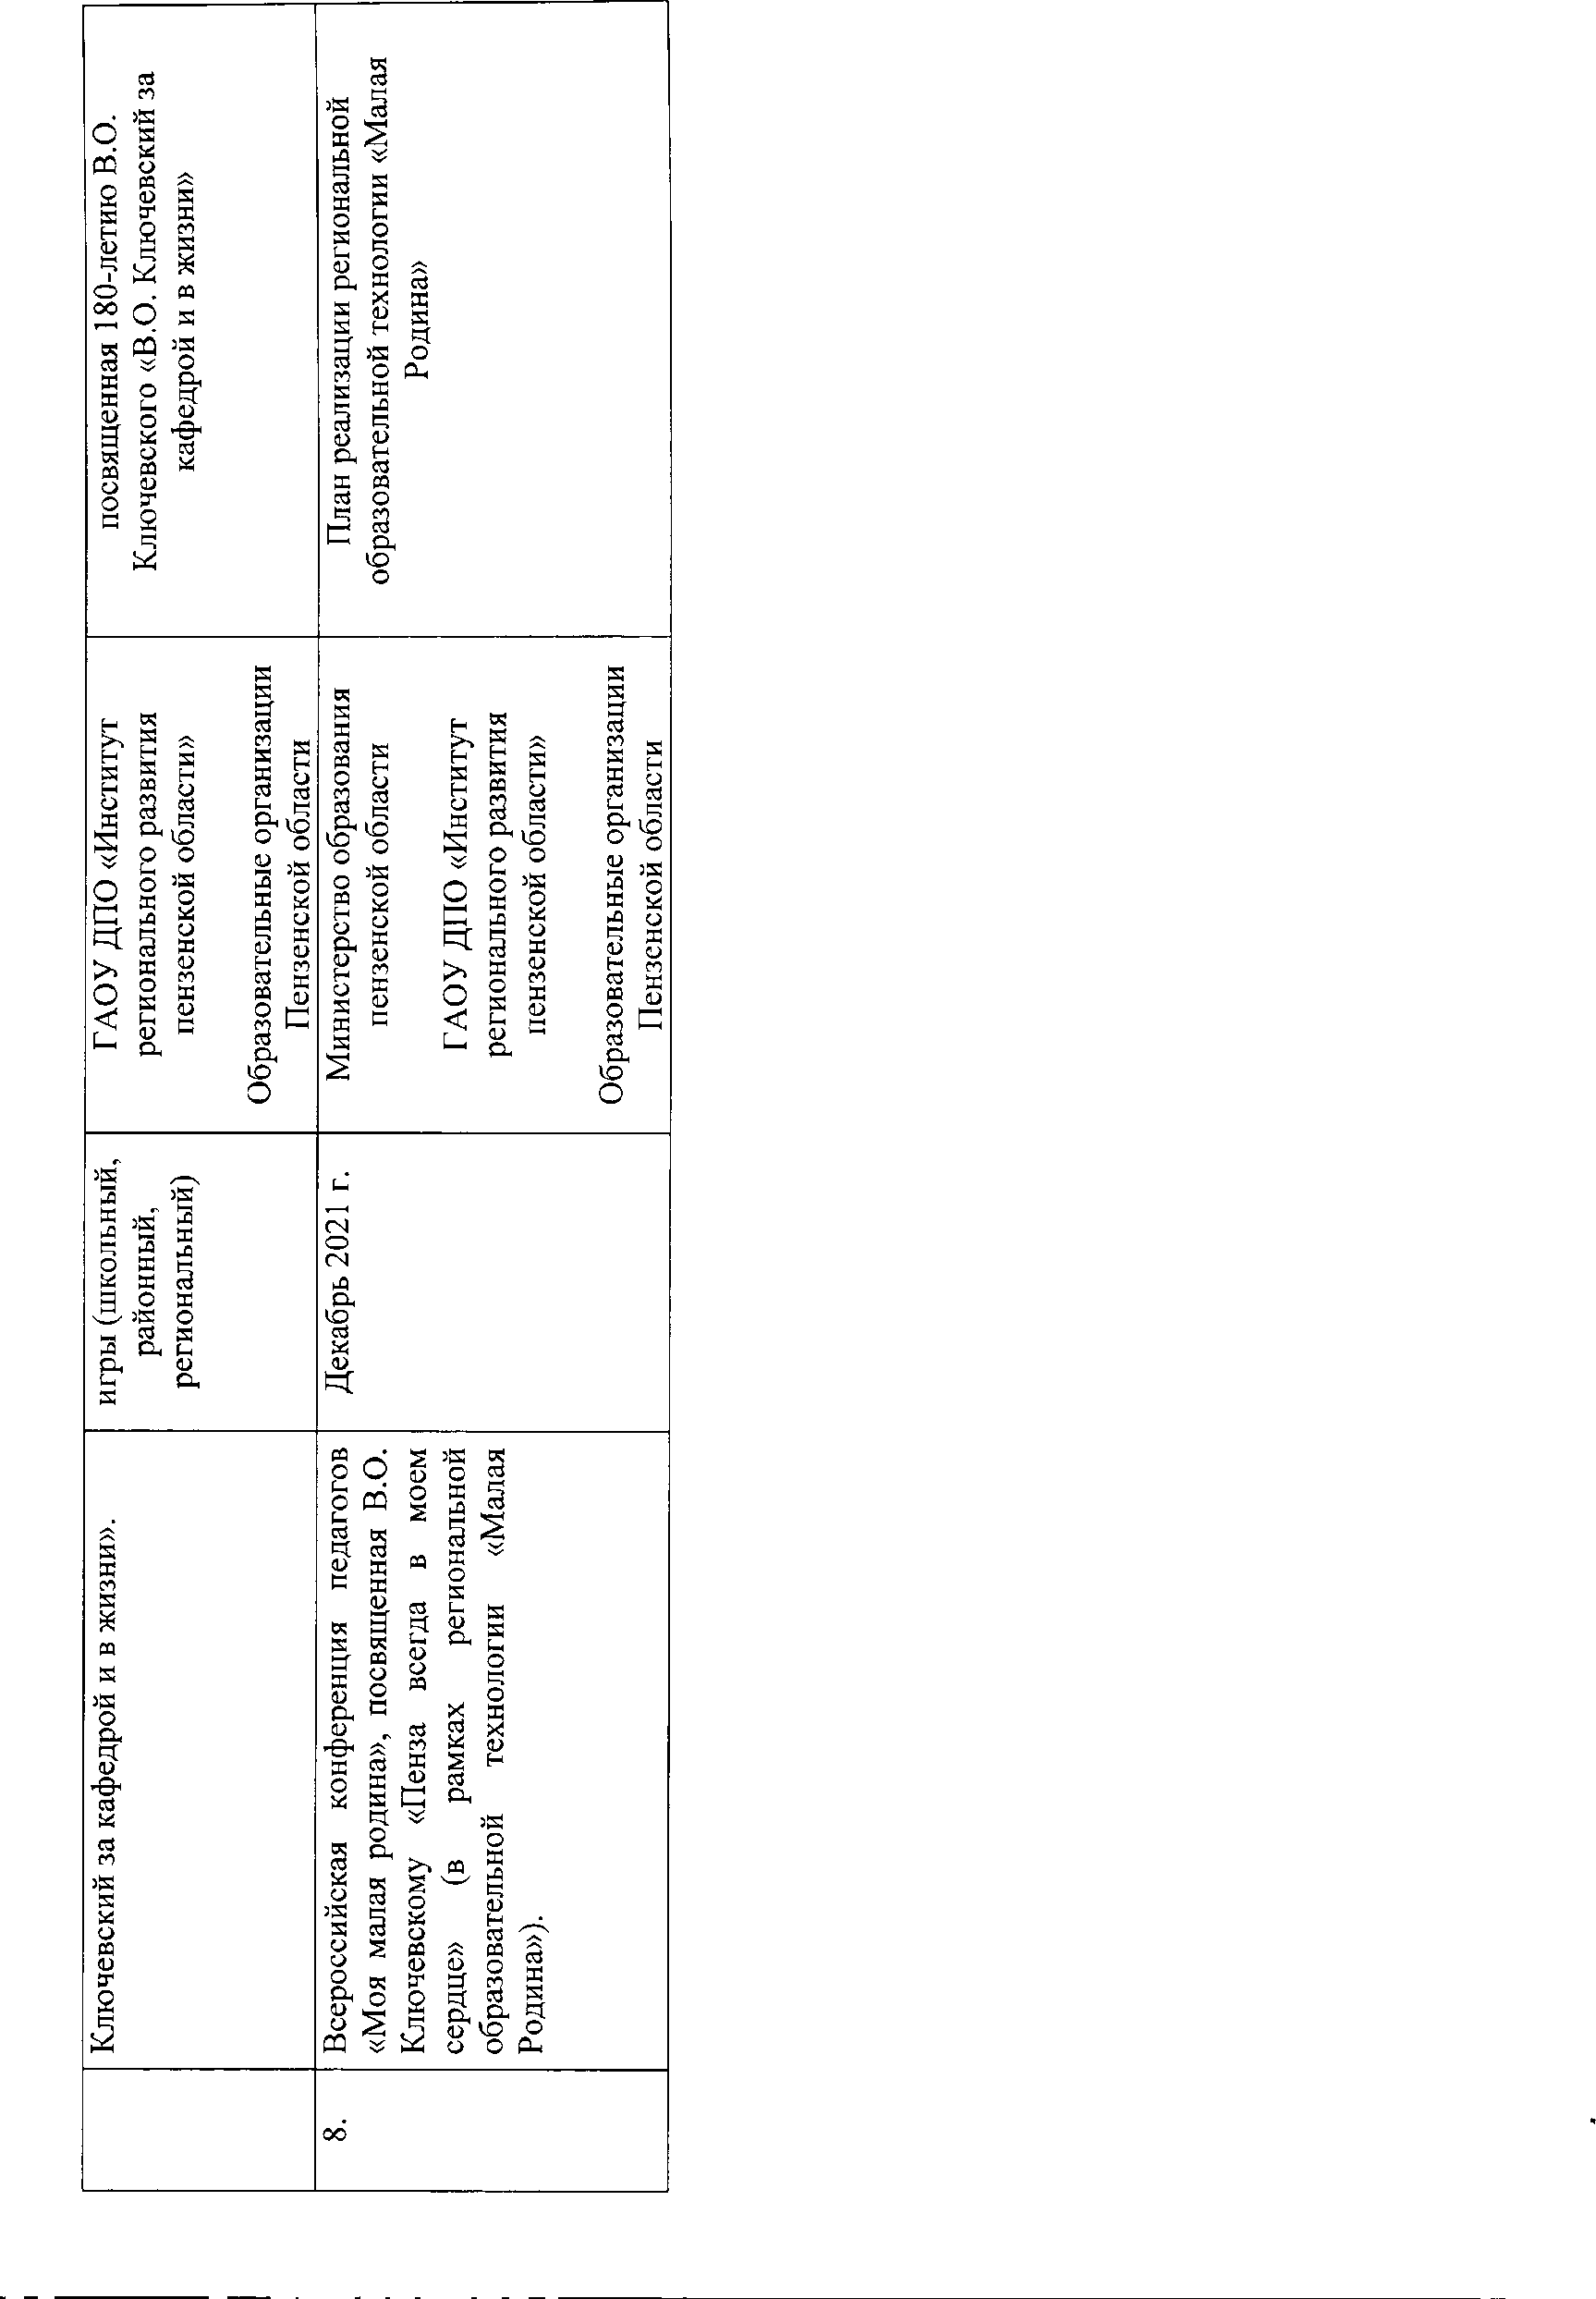 Ключевский за кафедрой и в жизни».
игры (школьный,
районный,
региональный)
ГАОУ ДПО «Институт
регионального развития
пензенской области»
Образовательные организации
Пензенской области
посвященная 180-летию В.О.
Ключевского «В.О. Ключевский за
кафедрой и в жизни»
8.
Всероссийская конференция педагогов
«Моя малая родина», посвященная В.О.
Ключевскому «Пенза всегда в моем
сердце» (в рамках региональной
образовательной технологии «Малая
Родина»).
Декабрь 2021 г.
Министерство образования
пензенской области
ГАОУ ДПО «Институт
регионального развития
пензенской области»
Образовательные организации
Пензенской области
План реализации региональной
образовательной технологии «Малая
Родина»